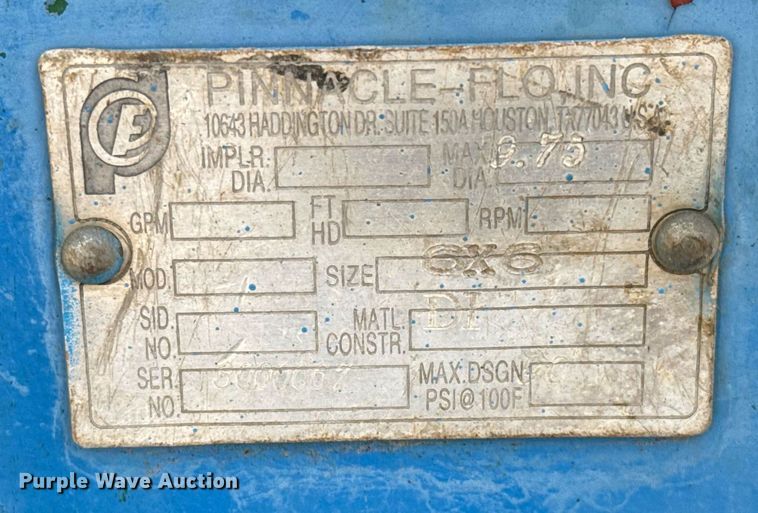 PINNACLE-FLO, INC
10643 HADDINGTON DR. SUITE 150A HOUSTON, TX 77043 U.S.A.
IMPLR. DIA. MAX. DIA. 9.75
GPM FT HD RPM
MOD. SIZE 6X6
SID. NO. MATL. CONSTR. DI
SER. NO. MAX.DSGN. PSI@100F
Purple Wave Auction